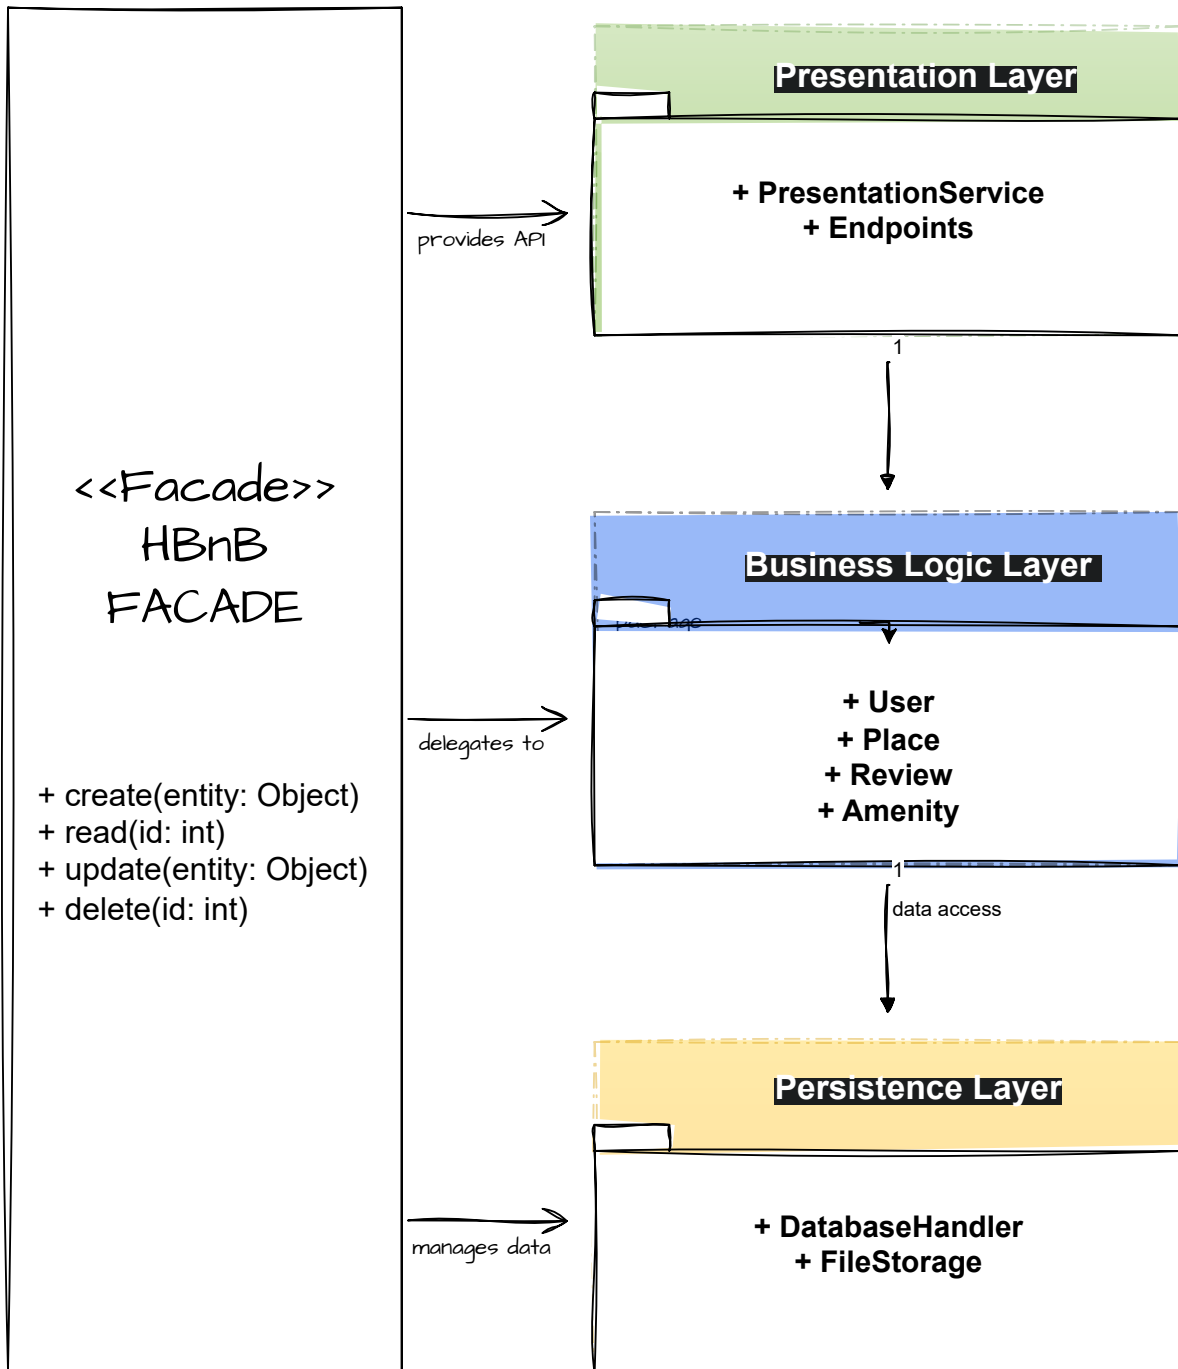 Presentation Layer
+ PresentationService
+ Endpoints
provides API
1
<<Facade>>
HBnB
FACADE
Business Logic Layer
+ User
+ Place
+ Review
+ Amenity
delegates to
+ create(entity: Object)
+ read(id: int)
+ update(entity: Object)
+ delete(id: int)
1
data access
Persistence Layer
+ DatabaseHandler
+ FileStorage
manages data